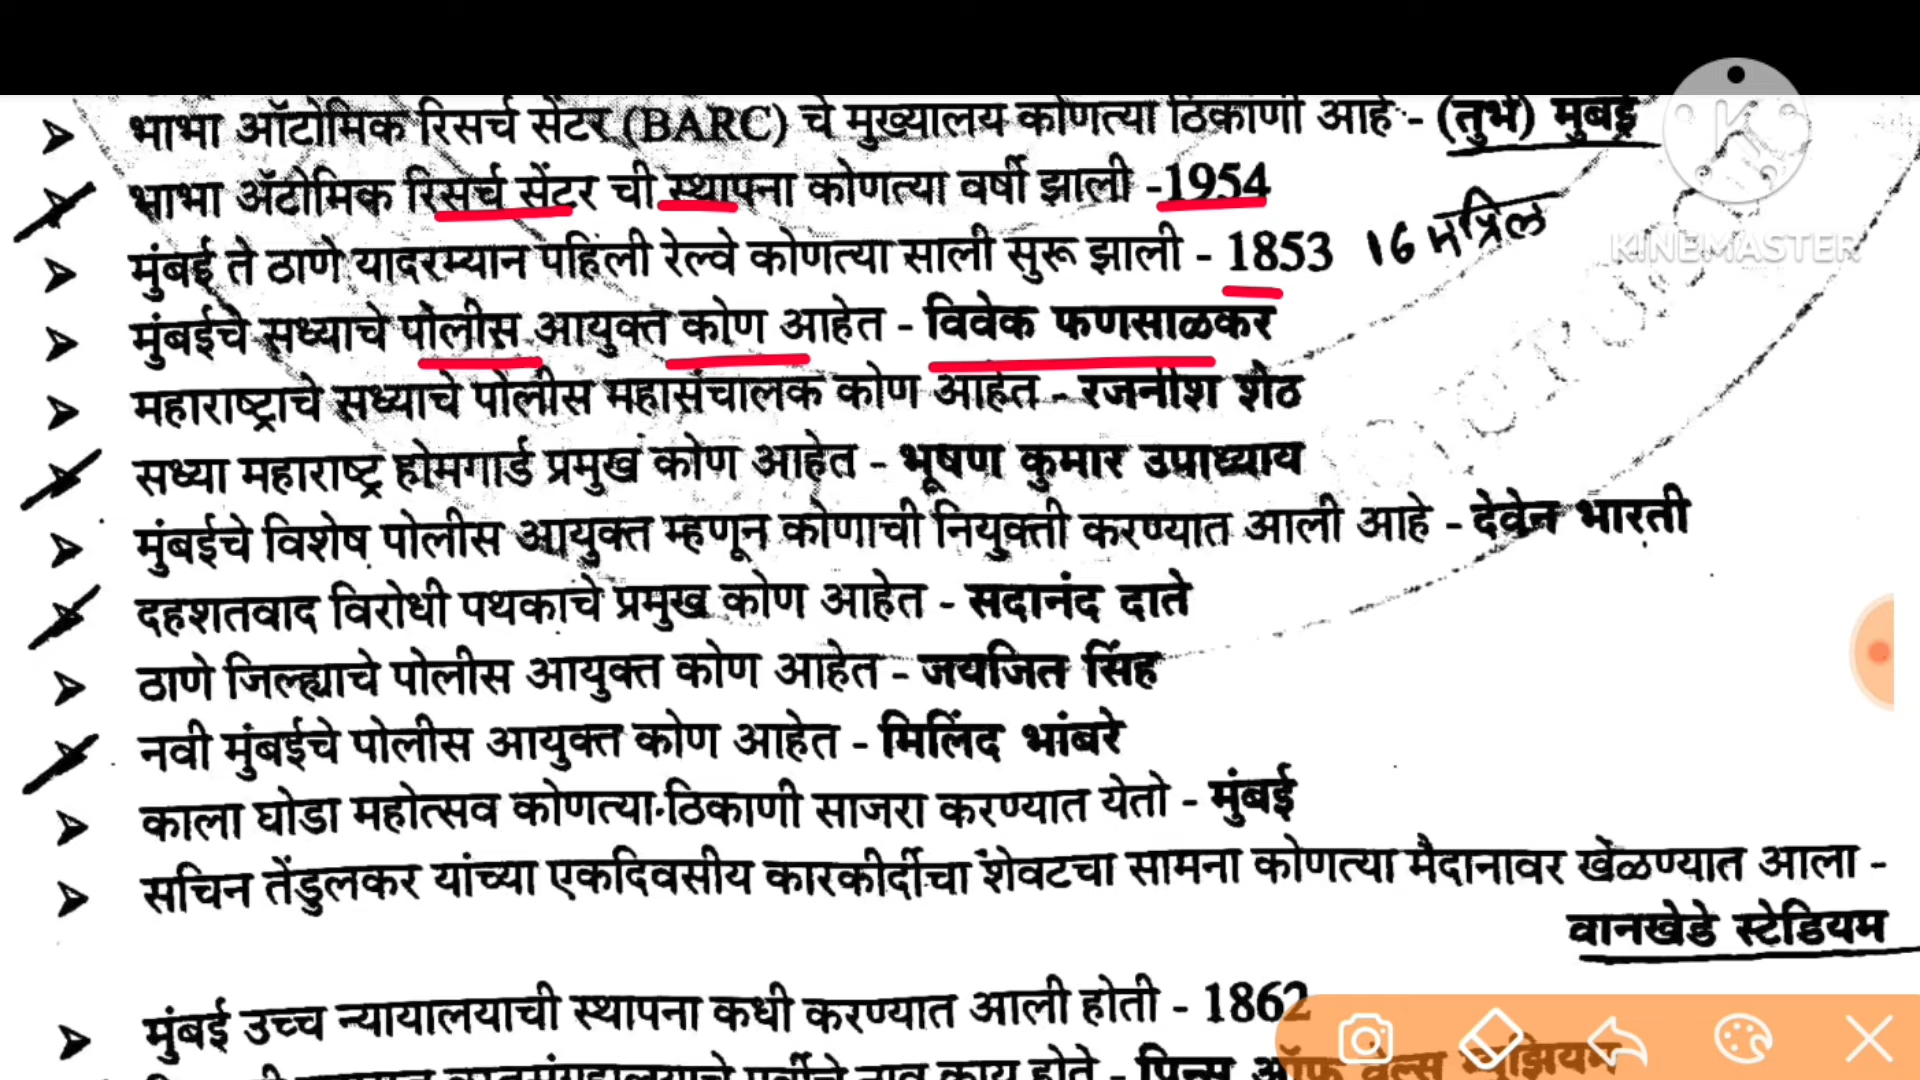 भाभा ऑटोमिक रिसर्च सेंटर (BARC) चे मुख्यालय कोणत्या ठिकाणी आहे - (तुर्भे) मुंबई
भाभा ॲटोमिक रिसर्च सेंटर ची स्थापना कोणत्या वर्षी झाली -1954
मुंबई ते ठाणे यादरम्यान पहिली रेल्वे कोणत्या साली सुरू झाली - 1853 १६ एप्रिल
KINEMASTER
मुंबईचे सध्याचे पोलीस आयुक्त कोण आहेत - विवेक फणसाळकर
महाराष्ट्राचे सध्याचे पोलीस महासंचालक कोण आहेत - रजनीश शेठ
सध्या महाराष्ट्र होमगार्ड प्रमुख कोण आहेत - भूषण कुमार उपाध्याय
मुंबईचे विशेष पोलीस आयुक्त म्हणून कोणाची नियुक्ती करण्यात आली आहे - देवेन भारती
दहशतवाद विरोधी पथकाचे प्रमुख कोण आहेत - सदानंद दाते
ठाणे जिल्ह्याचे पोलीस आयुक्त कोण आहेत - जयजित सिंह
नवी मुंबईचे पोलीस आयुक्त कोण आहेत - मिलिंद भांबरे
काला घोडा महोत्सव कोणत्या ठिकाणी साजरा करण्यात येतो - मुंबई
सचिन तेंडुलकर यांच्या एकदिवसीय कारकीर्दीचा शेवटचा सामना कोणत्या मैदानावर खेळण्यात आला -
वानखेडे स्टेडियम
मुंबई उच्च न्यायालयाची स्थापना कधी करण्यात आली होती - 1862
पूर्वीचे नाव काय होते - प्रिन्स ऑफ वेल्स म्युझियम